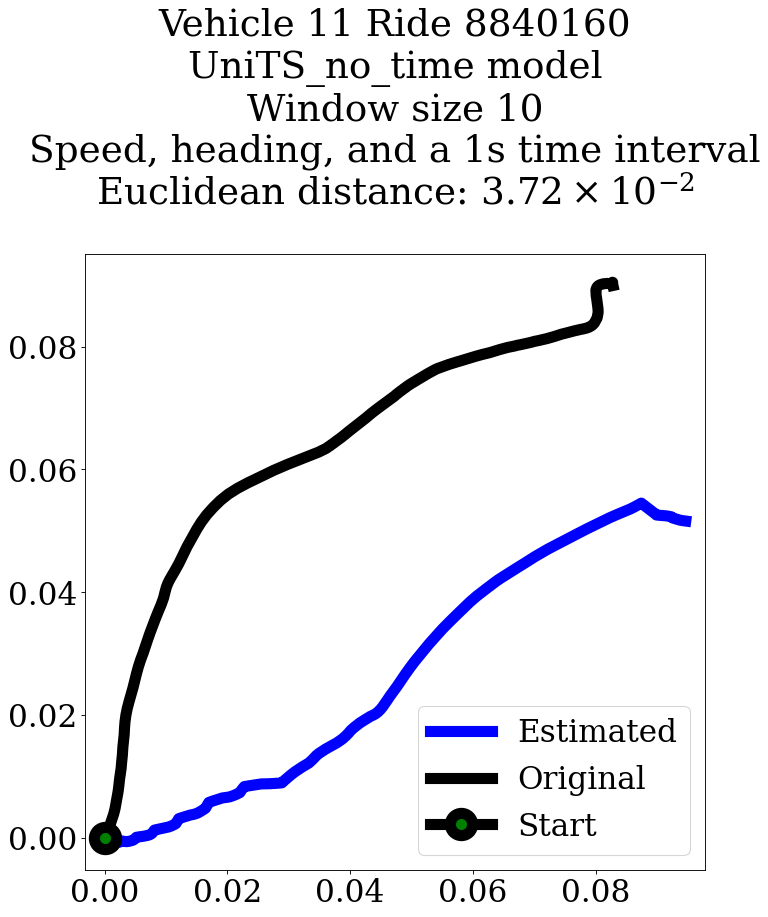 Vehicle 11 Ride 8840160
UniTS_no_time model
Window size 10
Speed, heading, and a 1s time interval
Euclidean distance: 3.72 × 10⁻²
0.08
0.06
0.04
0.02
0.00
Estimated
Original
Start
0.00 0.02 0.04 0.06 0.08